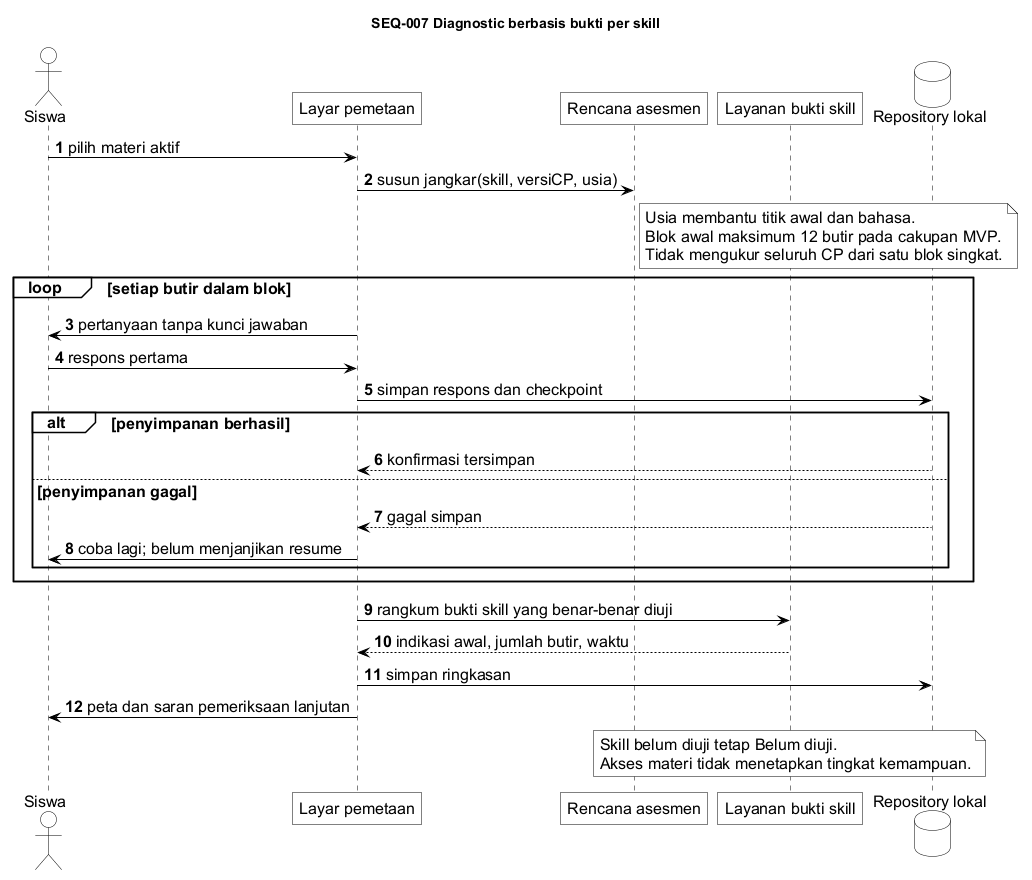 SEQ-007 Diagnostic berbasis bukti per skill
Siswa
Layar pemetaan
Rencana asesmen
Layanan bukti skill
Repository lokal
1 pilih materi aktif
2 susun jangkar(skill, versiCP, usia)
Usia membantu titik awal dan bahasa.
Blok awal maksimum 12 butir pada cakupan MVP.
Tidak mengukur seluruh CP dari satu blok singkat.
loop [setiap butir dalam blok]
3 pertanyaan tanpa kunci jawaban
4 respons pertama
5 simpan respons dan checkpoint
alt [penyimpanan berhasil]
6 konfirmasi tersimpan
[penyimpanan gagal]
7 gagal simpan
8 coba lagi; belum menjanjikan resume
9 rangkum bukti skill yang benar-benar diuji
10 indikasi awal, jumlah butir, waktu
11 simpan ringkasan
12 peta dan saran pemeriksaan lanjutan
Skill belum diuji tetap Belum diuji.
Akses materi tidak menetapkan tingkat kemampuan.
Siswa
Layar pemetaan
Rencana asesmen
Layanan bukti skill
Repository lokal